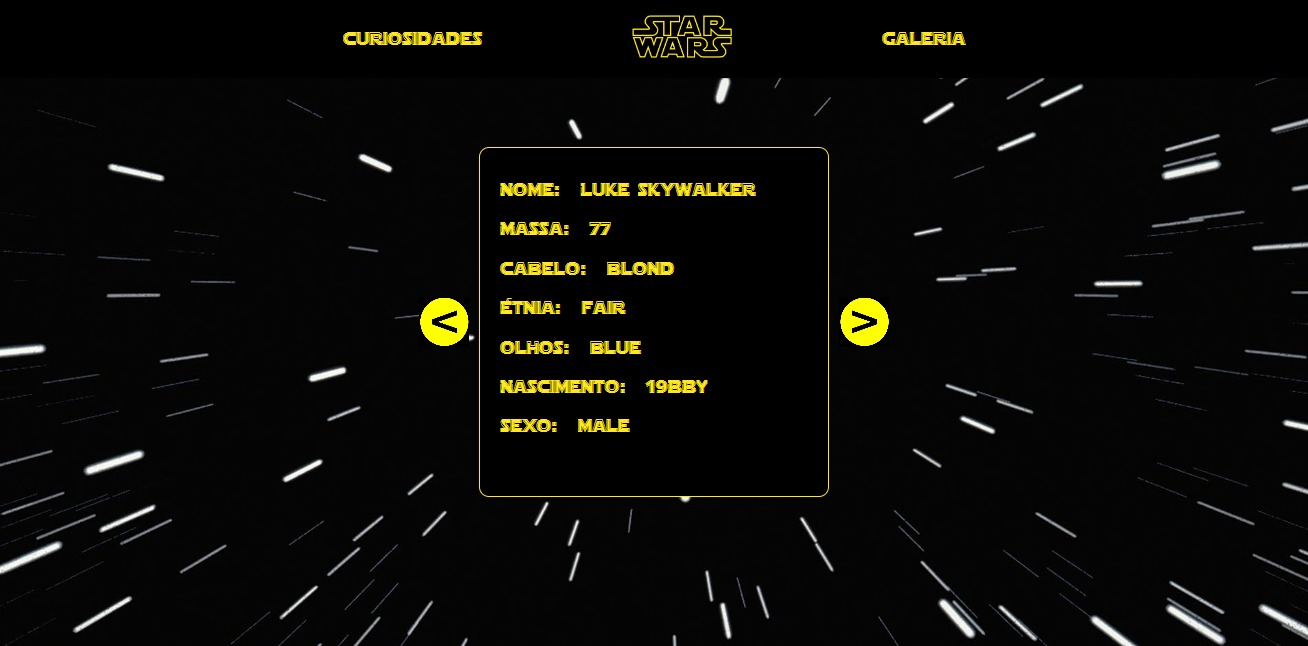 CURIOSIDADES
STAR
WARS
GALERIA
NOME: LUKE SKYWALKER
MASSA: 77
CABELO: BLOND
ÉTNIA: FAIR
<
>
OLHOS: BLUE
NASCIMENTO: 19BBY
SEXO: MALE